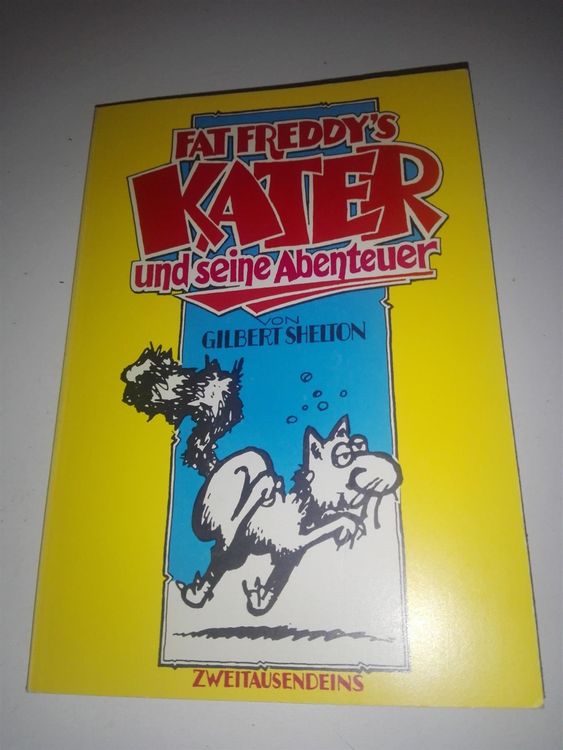 FAT FREDDY'S
KATER
und seine Abenteuer
VON
GILBERT SHELTON
ZWEITAUSENDEINS